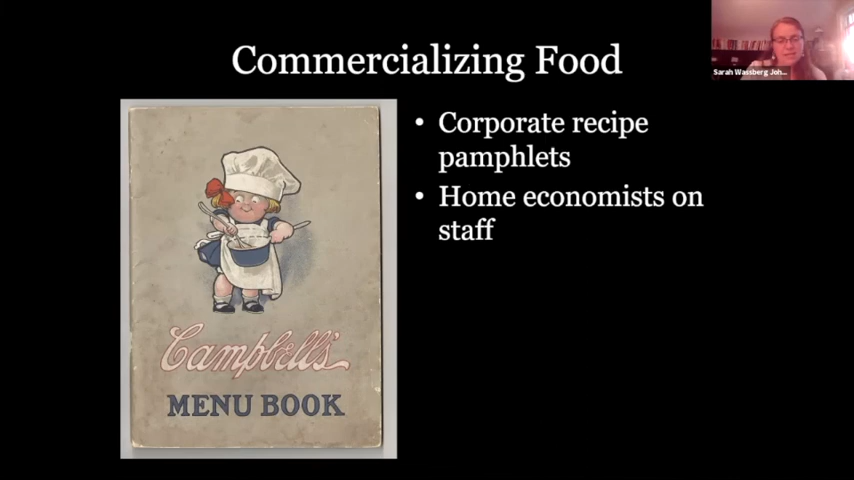 Commercializing Food
Sarah Wassberg Joh...
• Corporate recipe
pamphlets
• Home economists on
staff
Campbell's
MENU BOOK